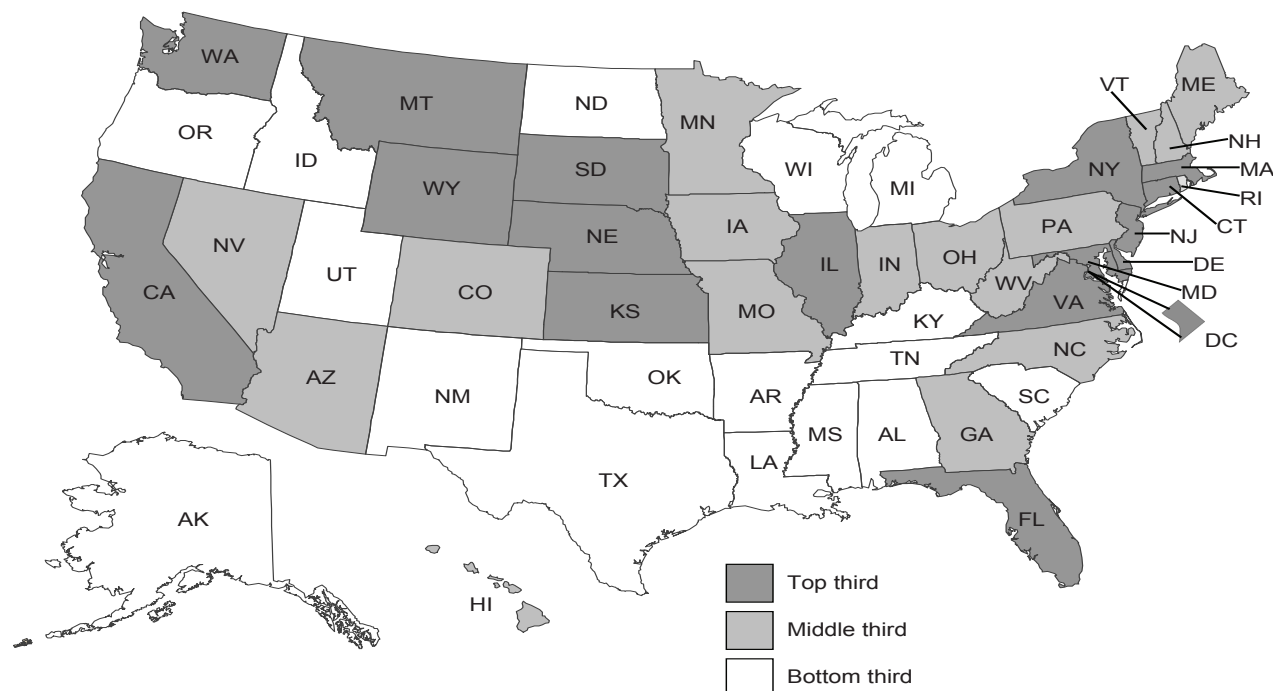 WA
MT
ND
MN
VT
ME
OR
ID
SD
WI
MI
NY
NH
MA
WY
RI
CT
NV
NE
IA
PA
NJ
UT
CO
IL
IN
OH
DE
CA
KS
MO
WV
VA
MD
KY
DC
AZ
NM
OK
AR
TN
NC
SC
MS
AL
GA
LA
TX
AK
FL
HI
Top third
Middle third
Bottom third